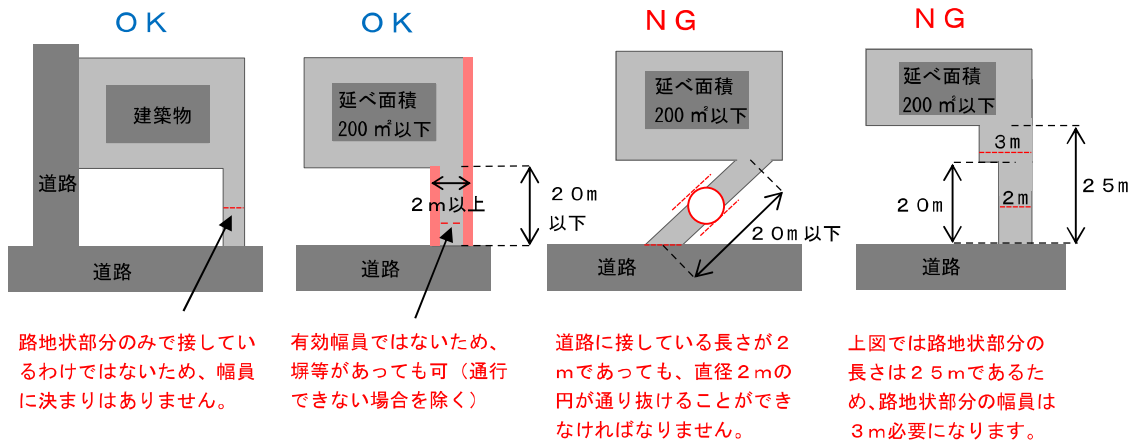 ＯＫ
建築物
道路
道路
路地状部分のみで接してい
るわけではないため、幅員
に決まりはありません。
ＯＫ
延べ面積
200 ㎡以下
２ｍ以上
２０ｍ
以下
道路
有効幅員ではないため、
塀等があっても可（通行
できない場合を除く）
ＮＧ
延べ面積
200 ㎡以下
２０ｍ以下
道路
道路に接している長さが２
ｍであっても、直径２ｍの
円が通り抜けることができ
なければなりません。
ＮＧ
延べ面積
200 ㎡以下
３ｍ
２５ｍ
２０ｍ
２ｍ
道路
上図では路地状部分の
長さは２５ｍであるた
め、路地状部分の幅員は
３ｍ必要になります。